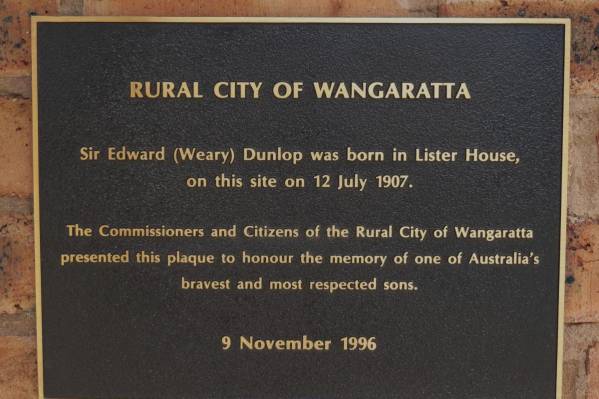 RURAL CITY OF WANGARATTA
Sir Edward (Weary) Dunlop was born in Lister House,
on this site on 12 July 1907.
The Commissioners and Citizens of the Rural City of Wangaratta
presented this plaque to honour the memory of one of Australia's
bravest and most respected sons.
9 November 1996